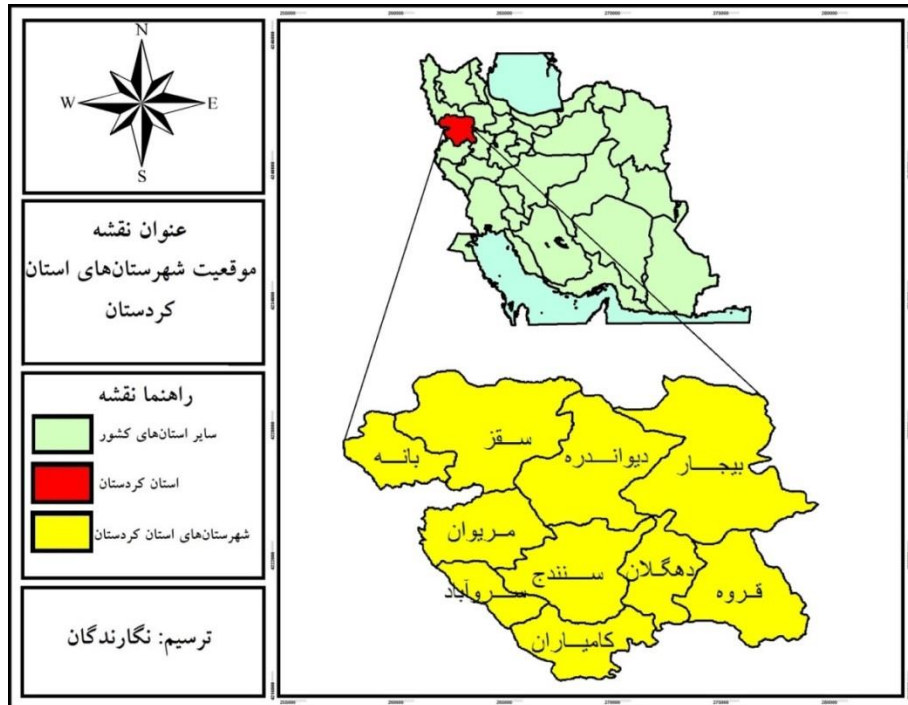 N
W
E
S
عنوان نقشه
موقعیت شهرستان‌های استان
کردستان
راهنما نقشه
سایر استان‌های کشور
استان کردستان
شهرستان‌های استان کردستان
ترسیم: نگارندگان
سقز
بانه
دیواندره
بیجار
مریوان
سنندج
دهگلان
قروه
سروآباد
کامیاران